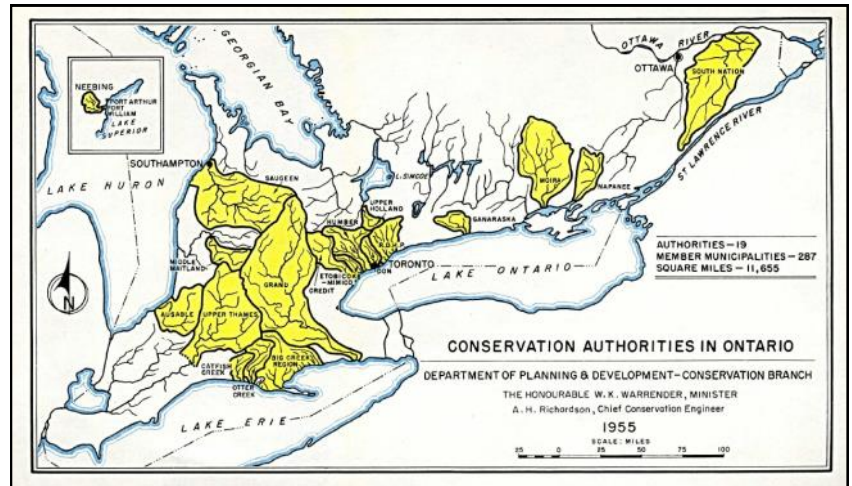 OTTAWA RIVER
OTTAWA
SOUTH NATION
GEORGIAN BAY
NEEBING
PORT ARTHUR
FORT
WILLIAM
LAKE
SUPERIOR
SOUTHAMPTON
SAUGEEN
L. SIMCOE
LAKE HURON
UPPER
HOLLAND
HUMBER
MOIRA
NAPANEE
ST. LAWRENCE RIVER
GANARASKA
R.D.H.P.
MIDDLE
MAITLAND
ETOBICOKE
-MIMICO
DON
TORONTO
CREDIT
GRAND
LAKE ONTARIO
AUTHORITIES – 19
MEMBER MUNICIPALITIES – 287
SQUARE MILES – 11,655
N
AUSABLE
UPPER THAMES
CATFISH
CREEK
BIG CREEK
REGION
OTTER
CREEK
LAKE ERIE
CONSERVATION AUTHORITIES IN ONTARIO
DEPARTMENT OF PLANNING & DEVELOPMENT–CONSERVATION BRANCH
THE HONOURABLE W. K. WARRENDER, MINISTER
A. H. Richardson, Chief Conservation Engineer
1955
SCALE: MILES
25 0 25 50 75 100